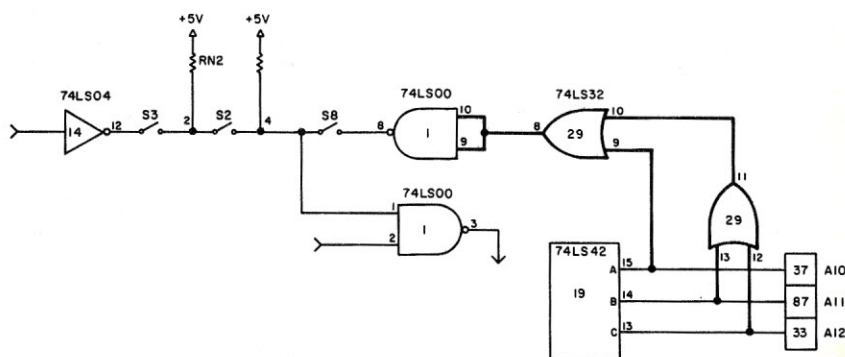 +5V +5V
RN2
74LS04 74LS00 74LS32
14 12 S3 2 S2 4 S8 8 1 10 9 8 29 10 9
11
74LS00
1 2 1 3
29
13 12
74LS42
19
A 15 37 A10
B 14 87 A11
C 13 33 A12